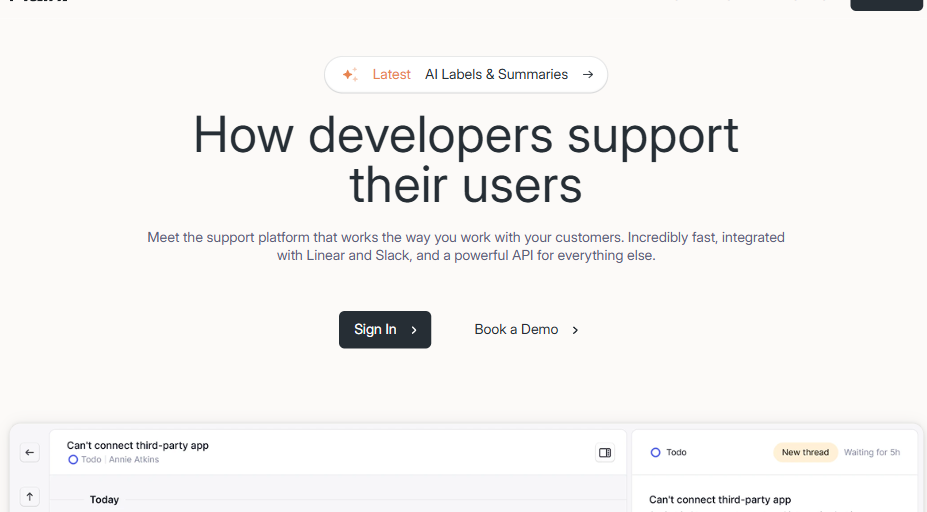 Latest AI Labels & Summaries →
How developers support
their users
Meet the support platform that works the way you work with your customers. Incredibly fast, integrated
with Linear and Slack, and a powerful API for everything else.
Sign In
Book a Demo
Can't connect third-party app
Todo | Annie Atkins
Today
Todo New thread Waiting for 5h
Can't connect third-party app